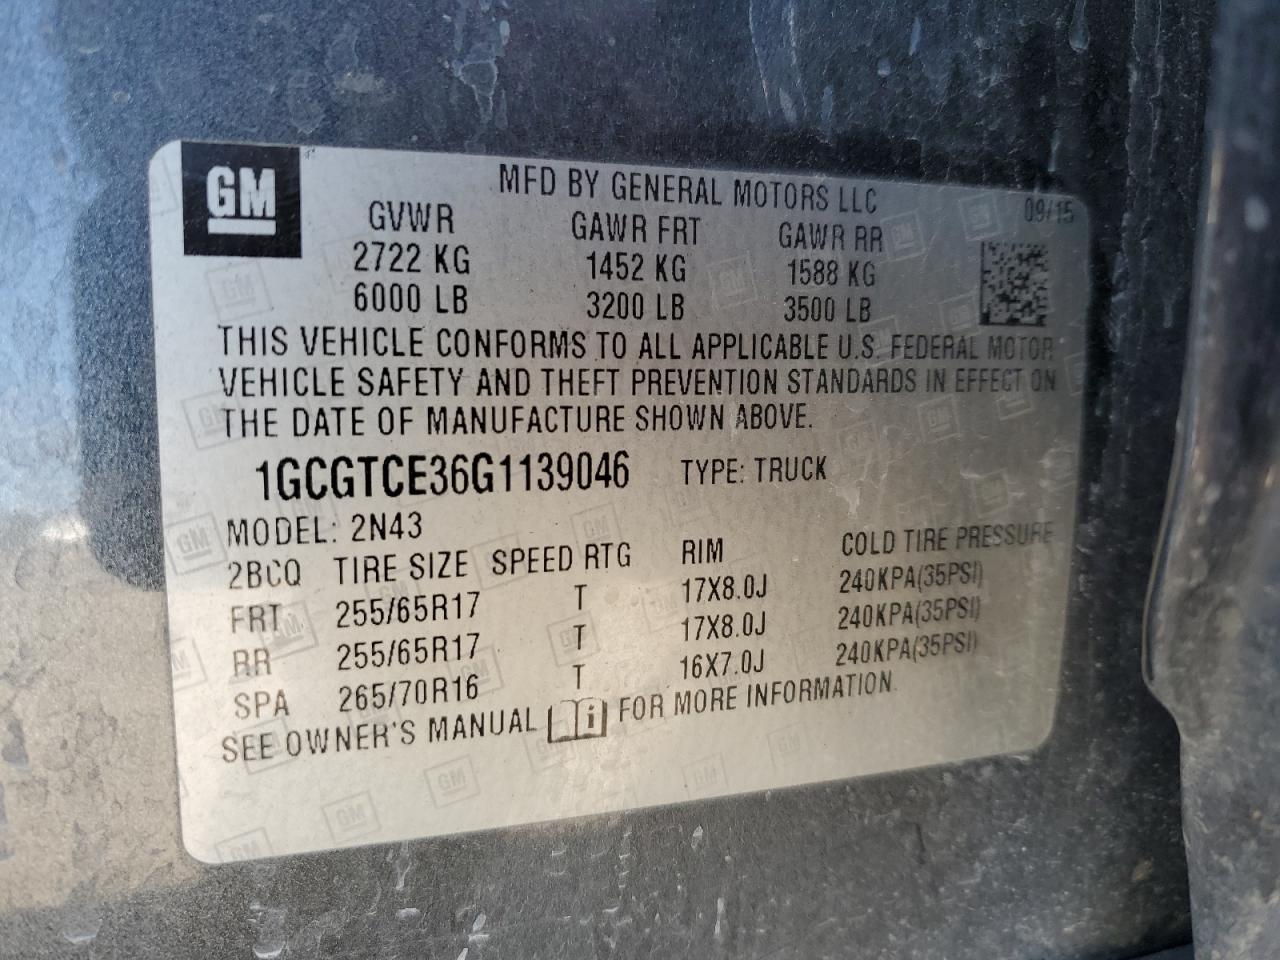 GM
MFD BY GENERAL MOTORS LLC
09/15
GVWR GAWR FRT GAWR RR
2722 KG 1452 KG 1588 KG
6000 LB 3200 LB 3500 LB
THIS VEHICLE CONFORMS TO ALL APPLICABLE U.S. FEDERAL MOTOR
VEHICLE SAFETY AND THEFT PREVENTION STANDARDS IN EFFECT ON
THE DATE OF MANUFACTURE SHOWN ABOVE.
1GCGTCE36G1139046 TYPE: TRUCK
MODEL: 2N43
2BCQ TIRE SIZE SPEED RTG RIM COLD TIRE PRESSURE
FRT 255/65R17 T 17X8.0J 240KPA(35PSI)
RR 255/65R17 T 17X8.0J 240KPA(35PSI)
SPA 265/70R16 T 16X7.0J 240KPA(35PSI)
SEE OWNER'S MANUAL i FOR MORE INFORMATION.